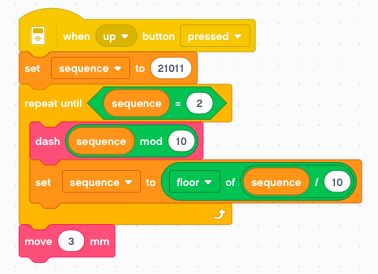 when up button pressed
set sequence to 21011
repeat until sequence = 2
dash sequence mod 10
set sequence to floor of sequence / 10
move 3 mm